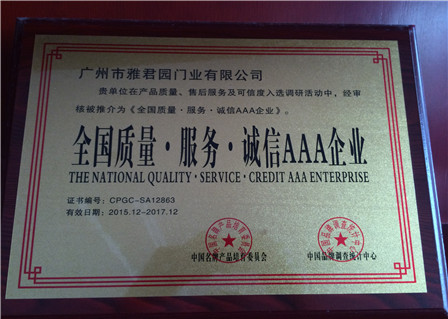 广州市雅君园门业有限公司
贵单位在产品质量、售后服务及可信度入选调研活动中，经审
核被推介为《全国质量·服务·诚信AAA企业》。
全国质量·服务·诚信AAA企业
THE NATIONAL QUALITY·SERVICE·CREDIT AAA ENTERPRISE
证书编号：CPGC-SA12863
有效日期：2015.12-2017.12
中国名牌产品培育委员会
中国品牌调查统计中心